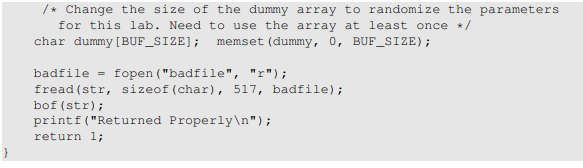 /* Change the size of the dummy array to randomize the parameters
for this lab. Need to use the array at least once */
char dummy[BUF_SIZE]; memset(dummy, 0, BUF_SIZE);
badfile = fopen("badfile", "r");
fread(str, sizeof(char), 517, badfile);
bof(str);
printf("Returned Properly\n");
return 1;
}